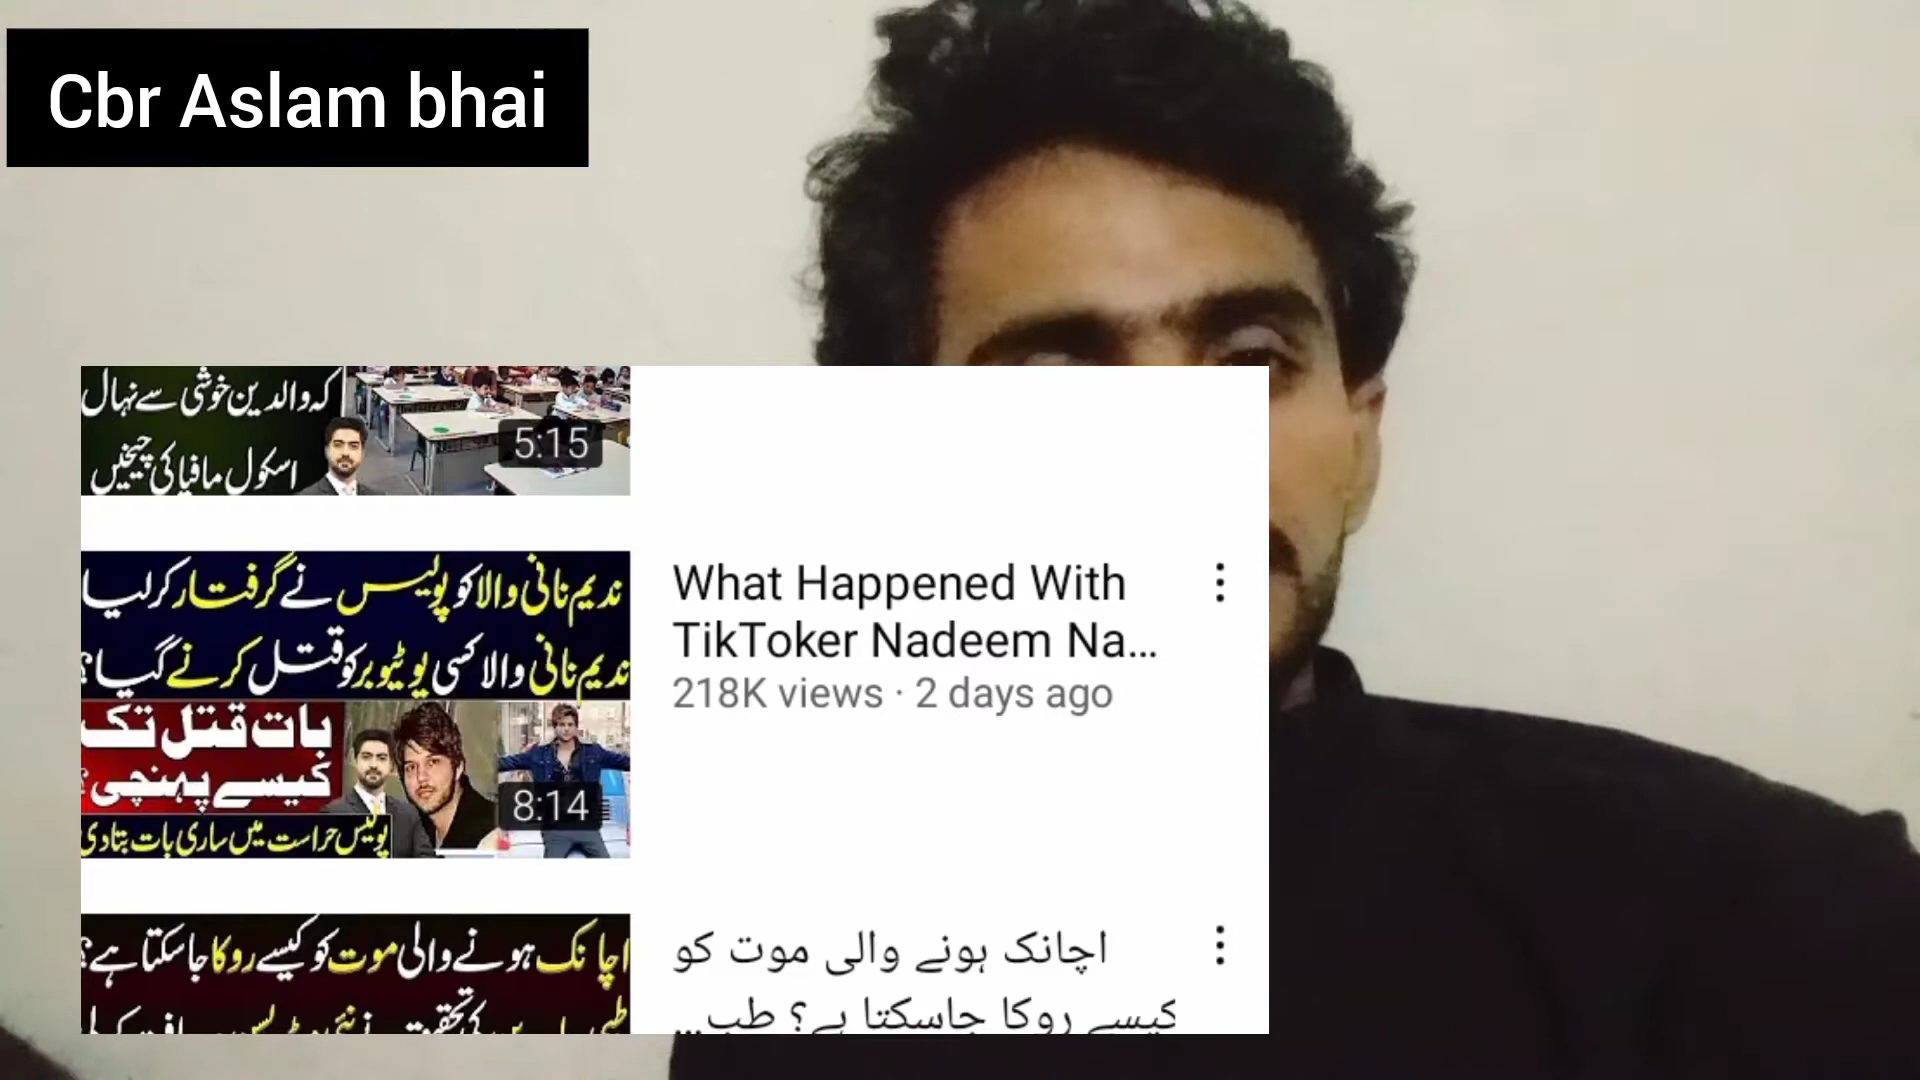 Cbr Aslam bhai
کہ والدین خوشی سے نہال
اسکول مافیا کی چیخیں
5:15
ندیم نانی والا کو پولیس نے گرفتار کرلیا
ندیم نانی والا کسی یوٹیوبر کو قتل کرنے گیا؟
بات قتل تک
کیسے پہنچی؟
پولیس حراست میں ساری بات بتا دی
8:14
What Happened With
TikToker Nadeem Na...
218K views · 2 days ago
اچانک ہونے والی موت کو کیسے روکا جاسکتا ہے؟
اچانک ہونے والی موت کو
کیسے روکا جاسکتا ہے؟ طب...